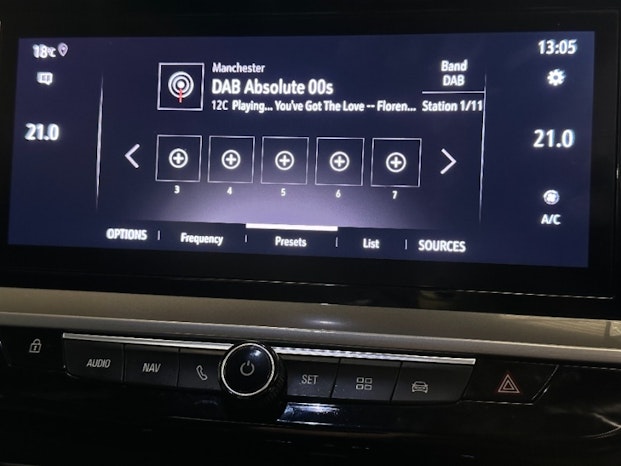 18°C
13:05
Manchester
Band
DAB Absolute 00s
DAB
12C Playing... You've Got The Love -- Floren...
Station 1/11
21.0
21.0
3 4 5 6 7
A/C
OPTIONS Frequency Presets List SOURCES
AUDIO NAV SET